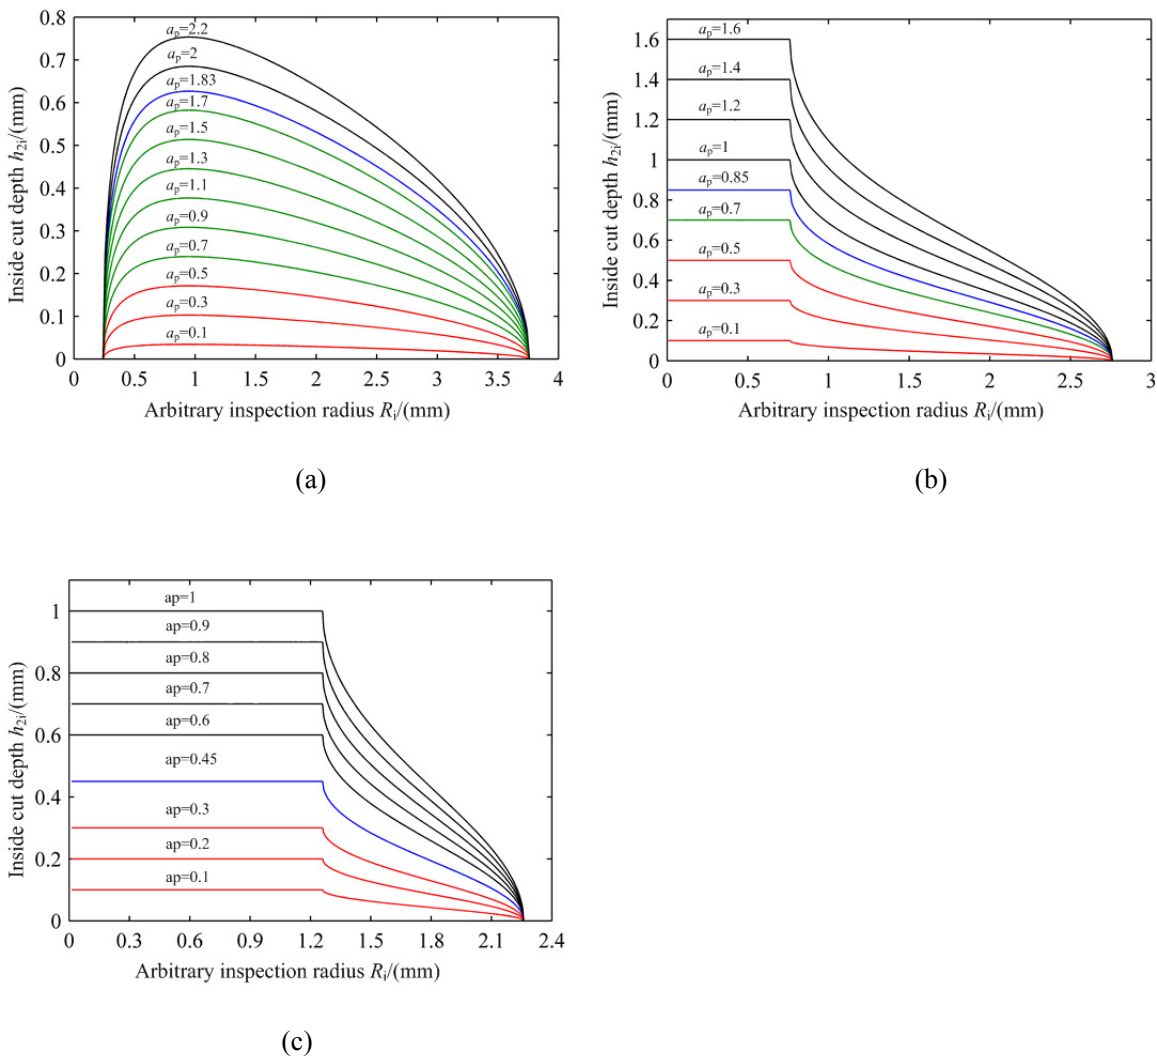 0.8
0.7
0.6
0.5
0.4
0.3
0.2
0.1
0
Inside cut depth h2i/(mm)
ap=2.2
ap=2
ap=1.83
ap=1.7
ap=1.5
ap=1.3
ap=1.1
ap=0.9
ap=0.7
ap=0.5
ap=0.3
ap=0.1
0 0.5 1 1.5 2 2.5 3 3.5 4
Arbitrary inspection radius Ri/(mm)
(a)
1.6
1.4
1.2
1
0.8
0.6
0.4
0.2
0
Inside cut depth h2i/(mm)
ap=1.6
ap=1.4
ap=1.2
ap=1
ap=0.85
ap=0.7
ap=0.5
ap=0.3
ap=0.1
0 0.5 1 1.5 2 2.5 3
Arbitrary inspection radius Ri/(mm)
(b)
1
0.8
0.6
0.4
0.2
0
Inside cut depth h2i/(mm)
ap=1
ap=0.9
ap=0.8
ap=0.7
ap=0.6
ap=0.45
ap=0.3
ap=0.2
ap=0.1
0 0.3 0.6 0.9 1.2 1.5 1.8 2.1 2.4
Arbitrary inspection radius Ri/(mm)
(c)